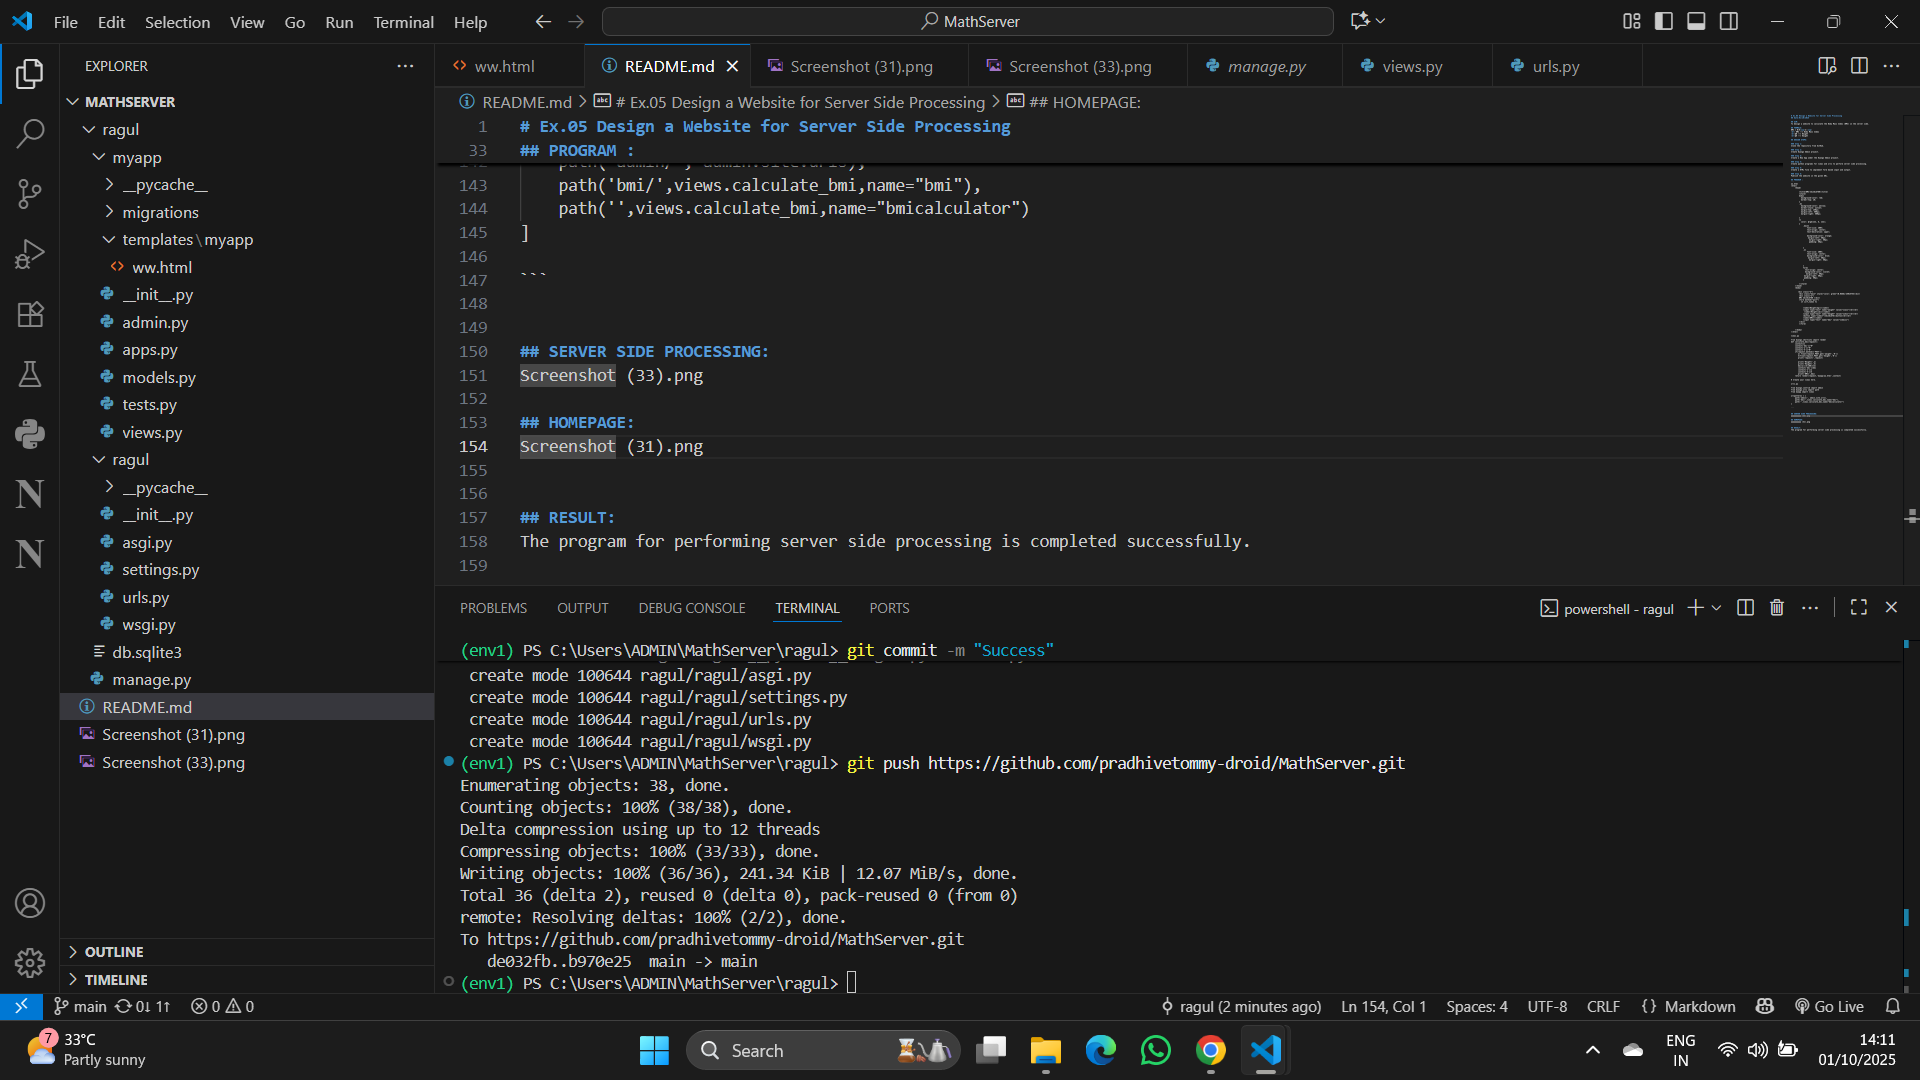 File Edit Selection View Go Run Terminal Help
MathServer
EXPLORER
MATHSERVER
ragul
myapp
__pycache__
migrations
templates\myapp
ww.html
__init__.py
admin.py
apps.py
models.py
tests.py
views.py
ragul
__pycache__
__init__.py
asgi.py
settings.py
urls.py
wsgi.py
db.sqlite3
manage.py
README.md
Screenshot (31).png
Screenshot (33).png
OUTLINE
TIMELINE
ww.html README.md Screenshot (31).png Screenshot (33).png manage.py views.py urls.py
README.md > # Ex.05 Design a Website for Server Side Processing > ## HOMEPAGE:
1 # Ex.05 Design a Website for Server Side Processing
33 ## PROGRAM :
143 path('bmi/',views.calculate_bmi,name="bmi"),
144 path('',views.calculate_bmi,name="bmicalculator")
145 ]
146
147 ```
148
149
150 ## SERVER SIDE PROCESSING:
151 Screenshot (33).png
152
153 ## HOMEPAGE:
154 Screenshot (31).png
155
156
157 ## RESULT:
158 The program for performing server side processing is completed successfully.
159
PROBLEMS OUTPUT DEBUG CONSOLE TERMINAL PORTS
powershell - ragul
(env1) PS C:\Users\ADMIN\MathServer\ragul> git commit -m "Success"
create mode 100644 ragul/ragul/asgi.py
create mode 100644 ragul/ragul/settings.py
create mode 100644 ragul/ragul/urls.py
create mode 100644 ragul/ragul/wsgi.py
(env1) PS C:\Users\ADMIN\MathServer\ragul> git push https://github.com/pradhivetommy-droid/MathServer.git
Enumerating objects: 38, done.
Counting objects: 100% (38/38), done.
Delta compression using up to 12 threads
Compressing objects: 100% (33/33), done.
Writing objects: 100% (36/36), 241.34 KiB | 12.07 MiB/s, done.
Total 36 (delta 2), reused 0 (delta 0), pack-reused 0 (from 0)
remote: Resolving deltas: 100% (2/2), done.
To https://github.com/pradhivetommy-droid/MathServer.git
de032fb..b970e25 main -> main
(env1) PS C:\Users\ADMIN\MathServer\ragul>
main 0↓ 1↑ 0 0
ragul (2 minutes ago) Ln 154, Col 1 Spaces: 4 UTF-8 CRLF {} Markdown Go Live
7
33°C
Partly sunny
Search
ENG
IN
14:11
01/10/2025